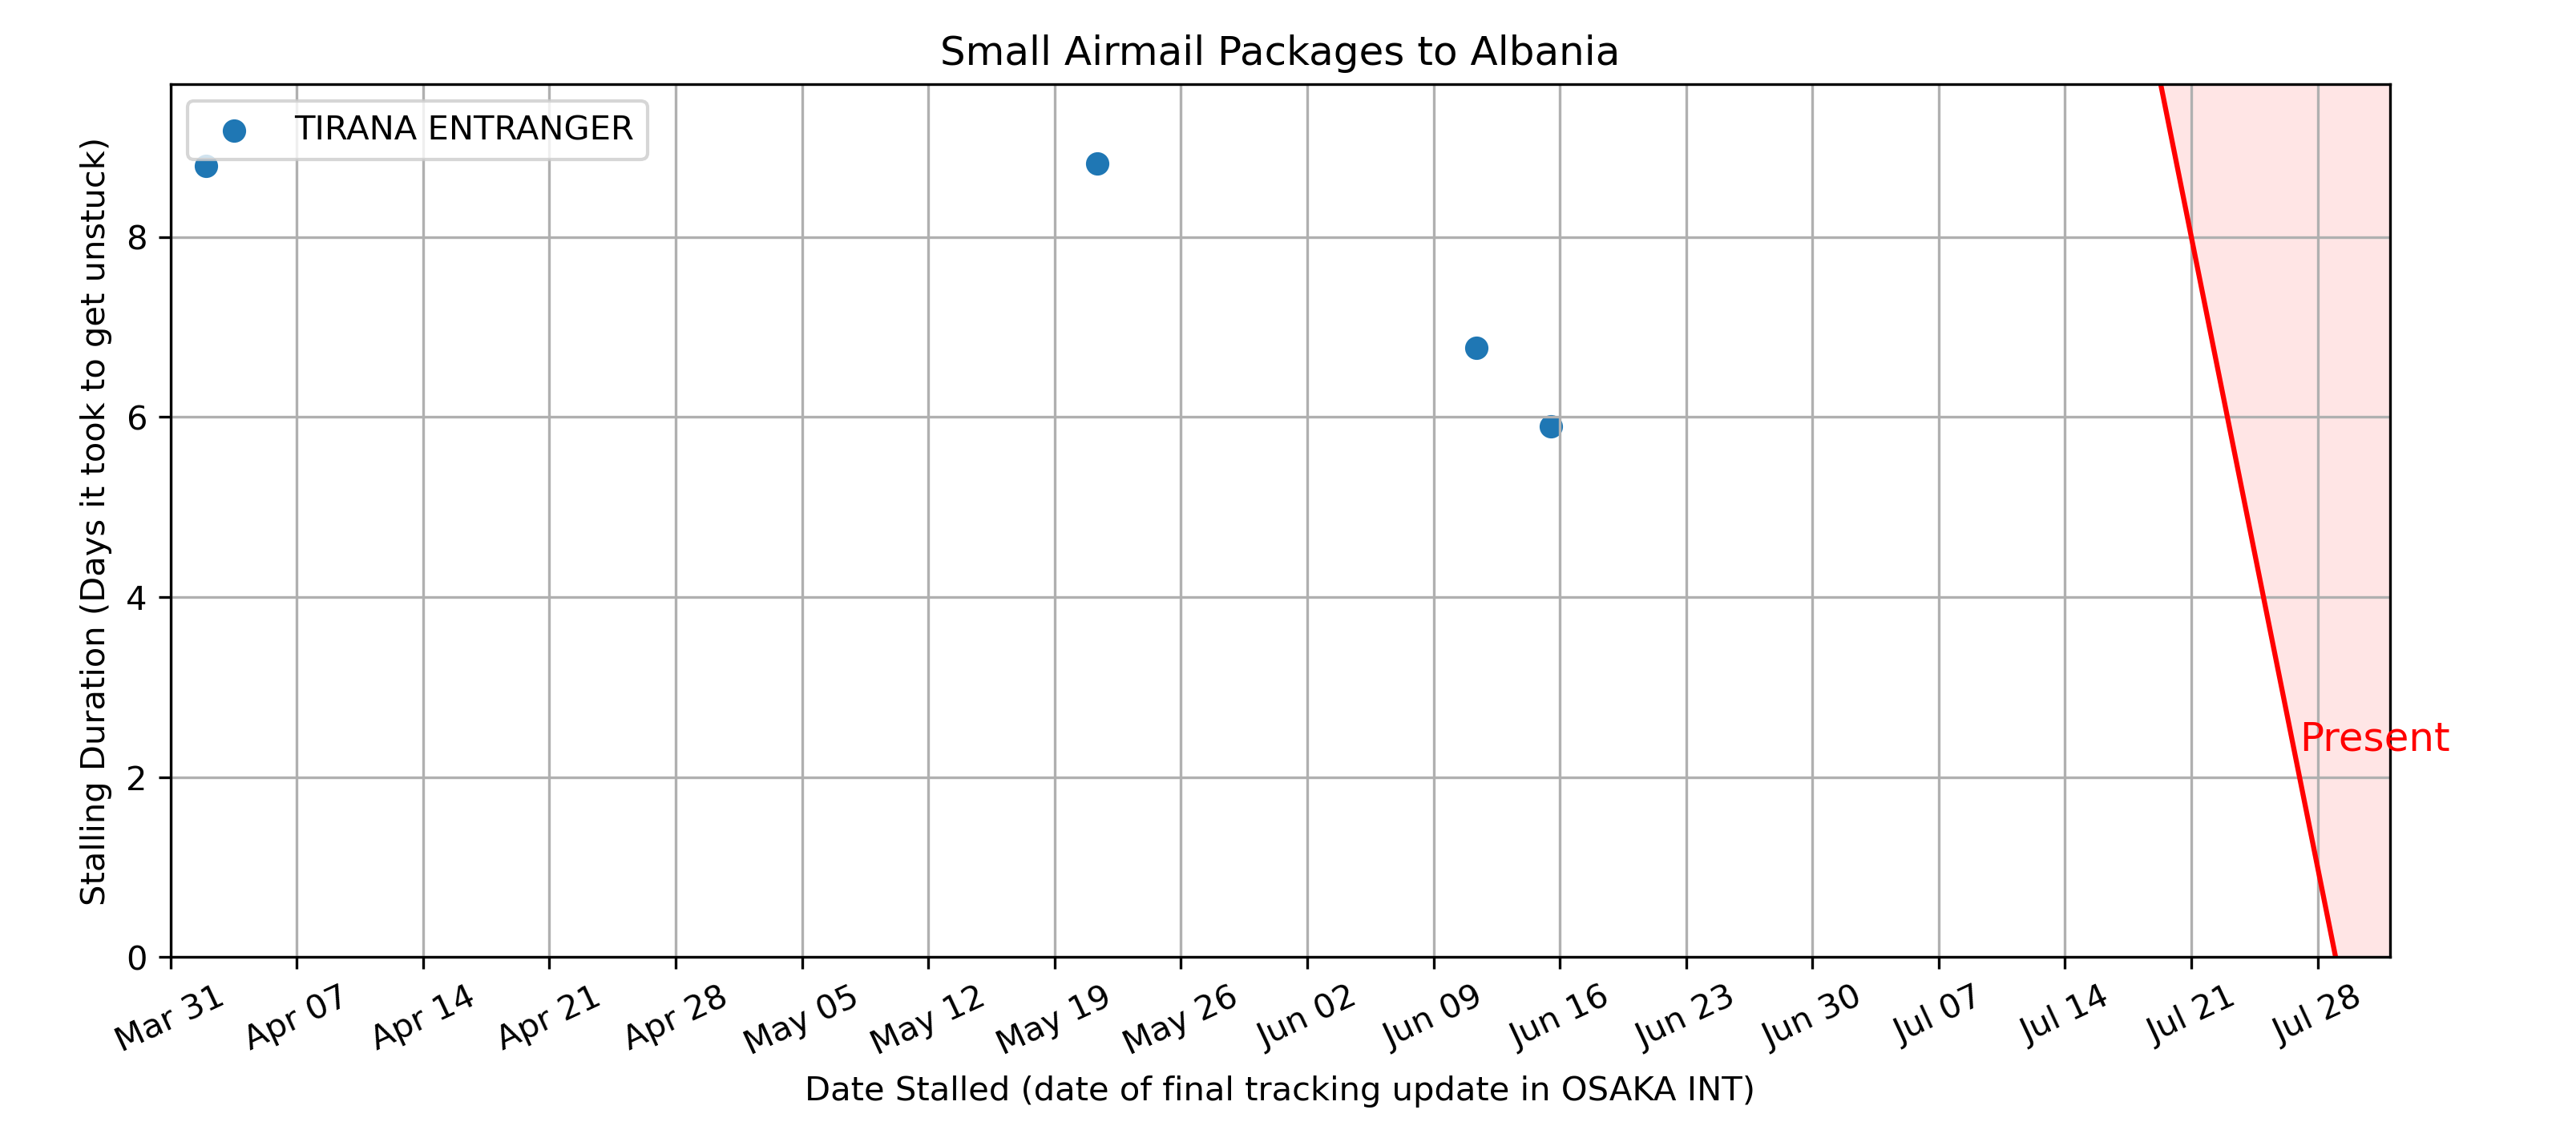 Small Airmail Packages to Albania
TIRANA ENTRANGER
Stalling Duration (Days it took to get unstuck)
8
6
4
2
0
Present
Mar 31
Apr 07
Apr 14
Apr 21
Apr 28
May 05
May 12
May 19
May 26
Jun 02
Jun 09
Jun 16
Jun 23
Jun 30
Jul 07
Jul 14
Jul 21
Jul 28
Date Stalled (date of final tracking update in OSAKA INT)